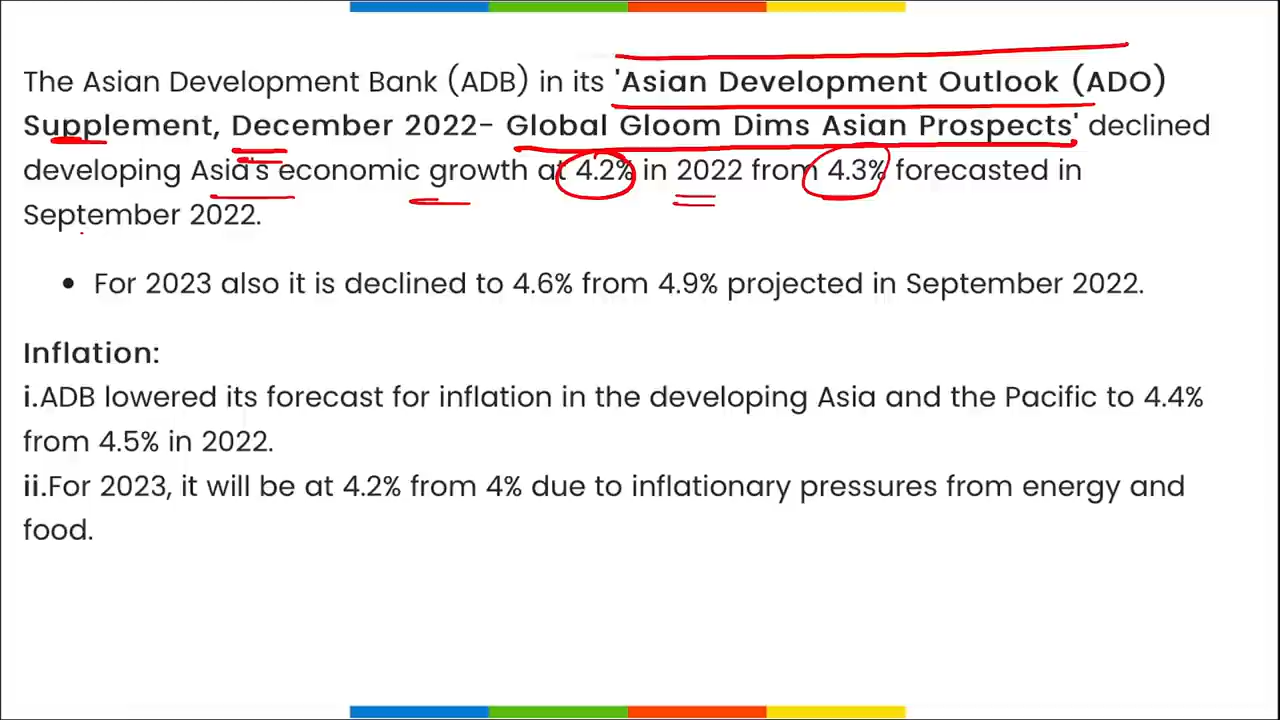 The Asian Development Bank (ADB) in its 'Asian Development Outlook (ADO)
Supplement, December 2022- Global Gloom Dims Asian Prospects' declined
developing Asia's economic growth at 4.2% in 2022 from 4.3% forecasted in
September 2022.
• For 2023 also it is declined to 4.6% from 4.9% projected in September 2022.
Inflation:
i.ADB lowered its forecast for inflation in the developing Asia and the Pacific to 4.4%
from 4.5% in 2022.
ii.For 2023, it will be at 4.2% from 4% due to inflationary pressures from energy and
food.